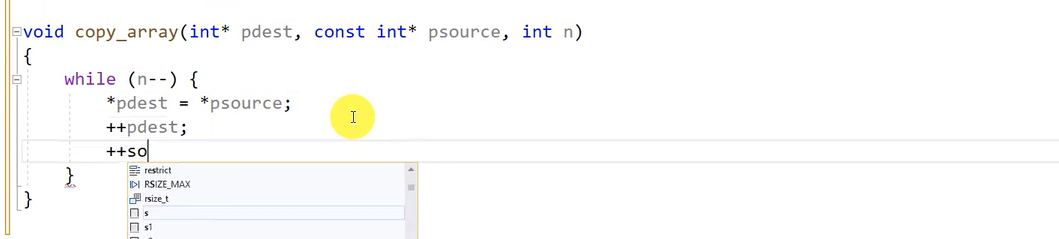 void copy_array(int* pdest, const int* psource, int n)
{
while (n--) {
*pdest = *psource;
++pdest;
++so
}
}
restrict
RSIZE_MAX
rsize_t
s
s1